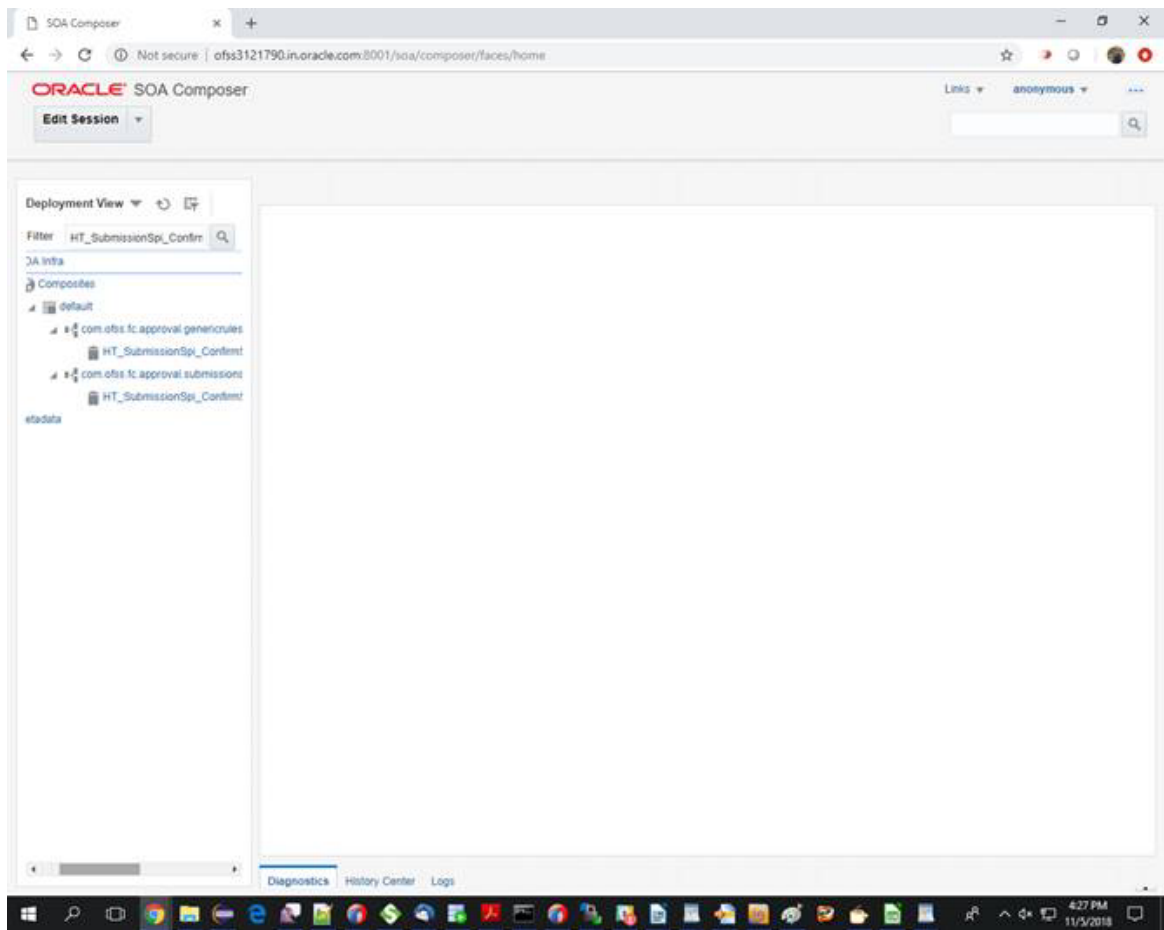 SOA Composer
Not secure | ofss3121790.in.oracle.com:8001/soa/composer/faces/home
ORACLE® SOA Composer
Links
anonymous
Edit Session
Deployment View
Filter HT_SubmissionSpi_Confirr
OA Infra
Composites
default
com.ofss.fc.approval.genericrules
HT_SubmissionSpi_Confirmt
com.ofss.fc.approval.submissions
HT_SubmissionSpi_Confirmt
etadata
Diagnostics
History Center
Logs
4:27 PM
11/5/2018